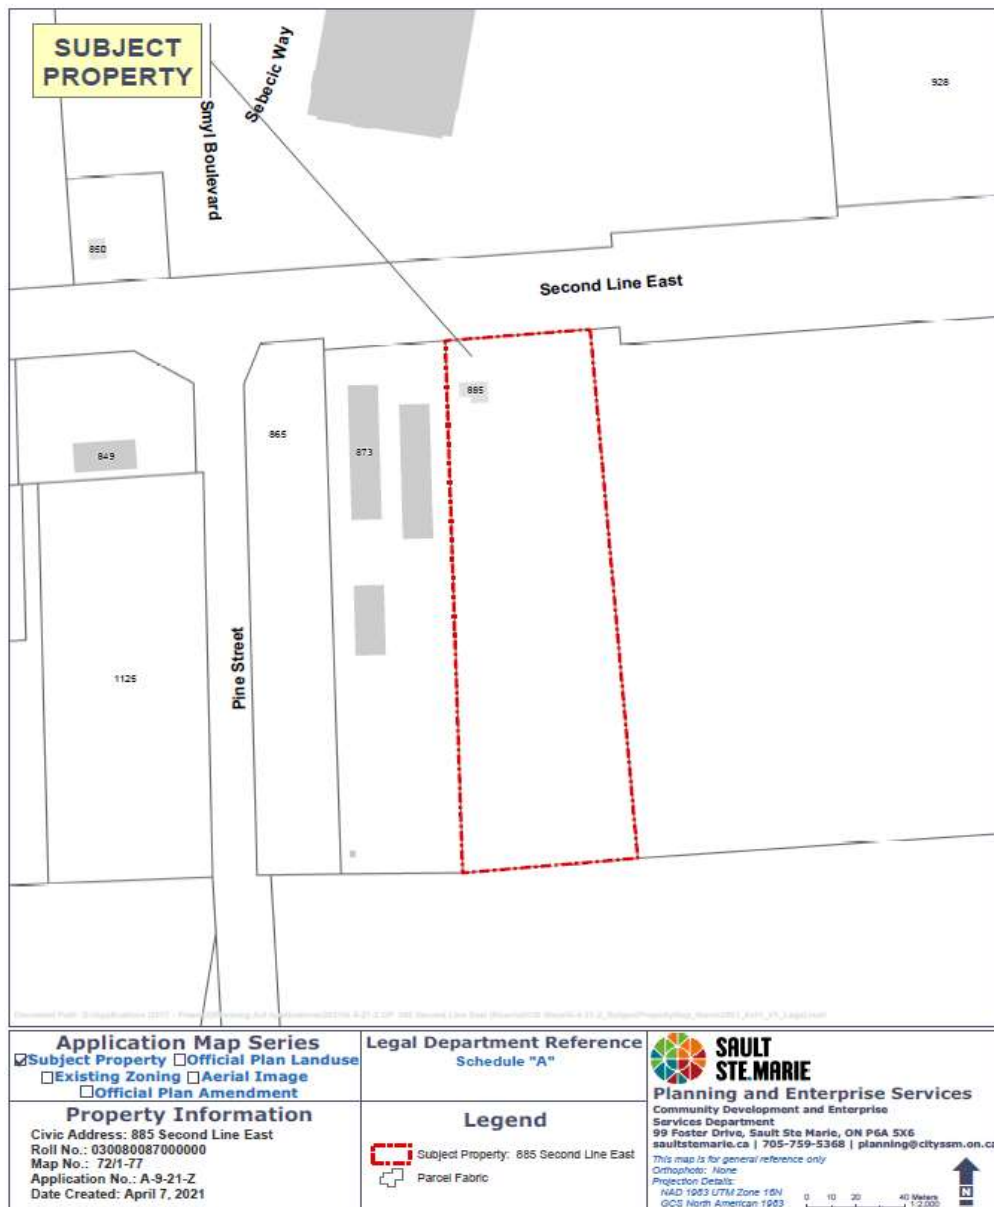 SUBJECT
PROPERTY
Smyl Boulevard
Sebecic Way
928
850
Second Line East
885
865
873
849
1125
Pine Street
Application Map Series
Subject Property Official Plan Landuse
Existing Zoning Aerial Image
Official Plan Amendment
Property Information
Civic Address: 885 Second Line East
Roll No.: 030080087000000
Map No.: 72/1-77
Application No.: A-9-21-Z
Date Created: April 7, 2021
Legal Department Reference
Schedule "A"
Legend
Subject Property: 885 Second Line East
Parcel Fabric
SAULT
STE.MARIE
Planning and Enterprise Services
Community Development and Enterprise
Services Department
99 Foster Drive, Sault Ste Marie, ON P6A 5X6
saultstemarie.ca | 705-759-5368 | planning@cityssm.on.ca
This map is for general reference only
Orthophoto: None
Projection Details:
NAD 1983 UTM Zone 16N
GCS North American 1983
0 10 20 40 Meters
1:2,000
N